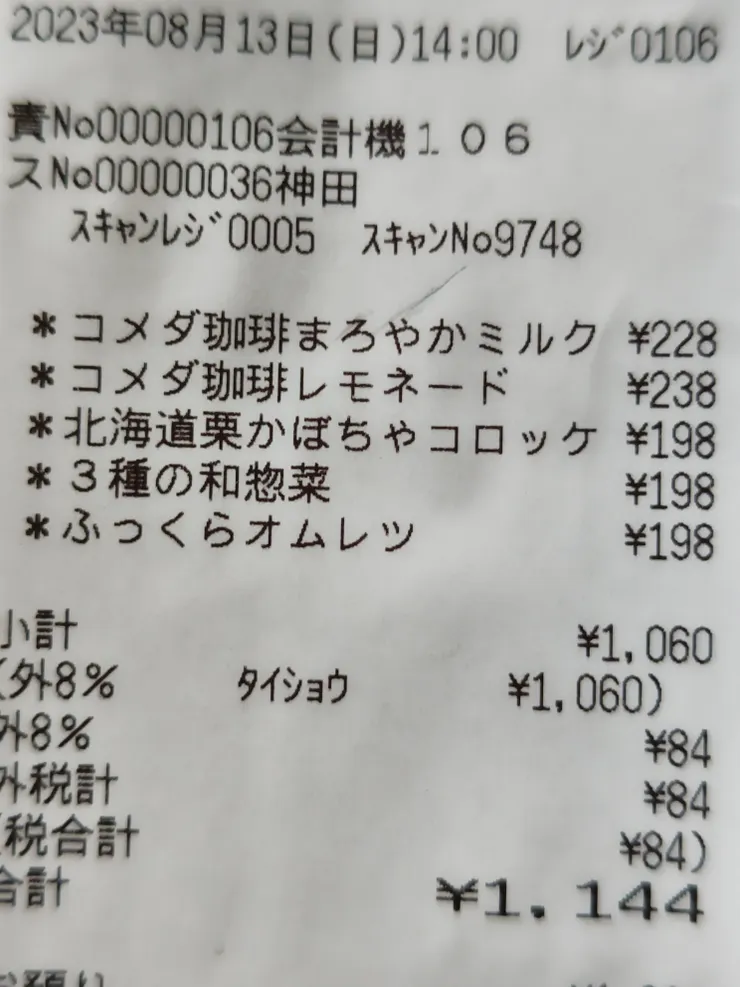 2023年08月13日(日)14:00 ﾚｼﾞ0106
責No00000106会計機１０６
スNo00000036神田
ｽｷｬﾝﾚｼﾞ0005 ｽｷｬﾝNo9748
＊コメダ珈琲まろやかミルク ¥228
＊コメダ珈琲レモネード ¥238
＊北海道栗かぼちゃコロッケ ¥198
＊３種の和惣菜 ¥198
＊ふっくらオムレツ ¥198
小計 ¥1,060
(外8% ﾀｲｼｮｳ ¥1,060)
外8% ¥84
外税計 ¥84
(税合計 ¥84)
合計 ¥1,144